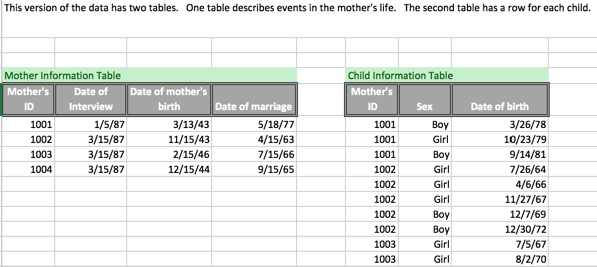 This version of the data has two tables. One table describes events in the mother's life. The second table has a row for each child.
Mother Information Table
Mother's ID Date of Interview Date of mother's birth Date of marriage
1001 1/5/87 3/13/43 5/18/77
1002 3/15/87 11/15/43 4/15/63
1003 3/15/87 2/15/46 7/15/66
1004 3/15/87 12/15/44 9/15/65
Child Information Table
Mother's ID Sex Date of birth
1001 Boy 3/26/78
1001 Girl 10/23/79
1001 Boy 9/14/81
1002 Girl 7/26/64
1002 Girl 4/6/66
1002 Girl 11/27/67
1002 Boy 12/7/69
1002 Boy 12/30/72
1003 Girl 7/5/67
1003 Girl 8/2/70